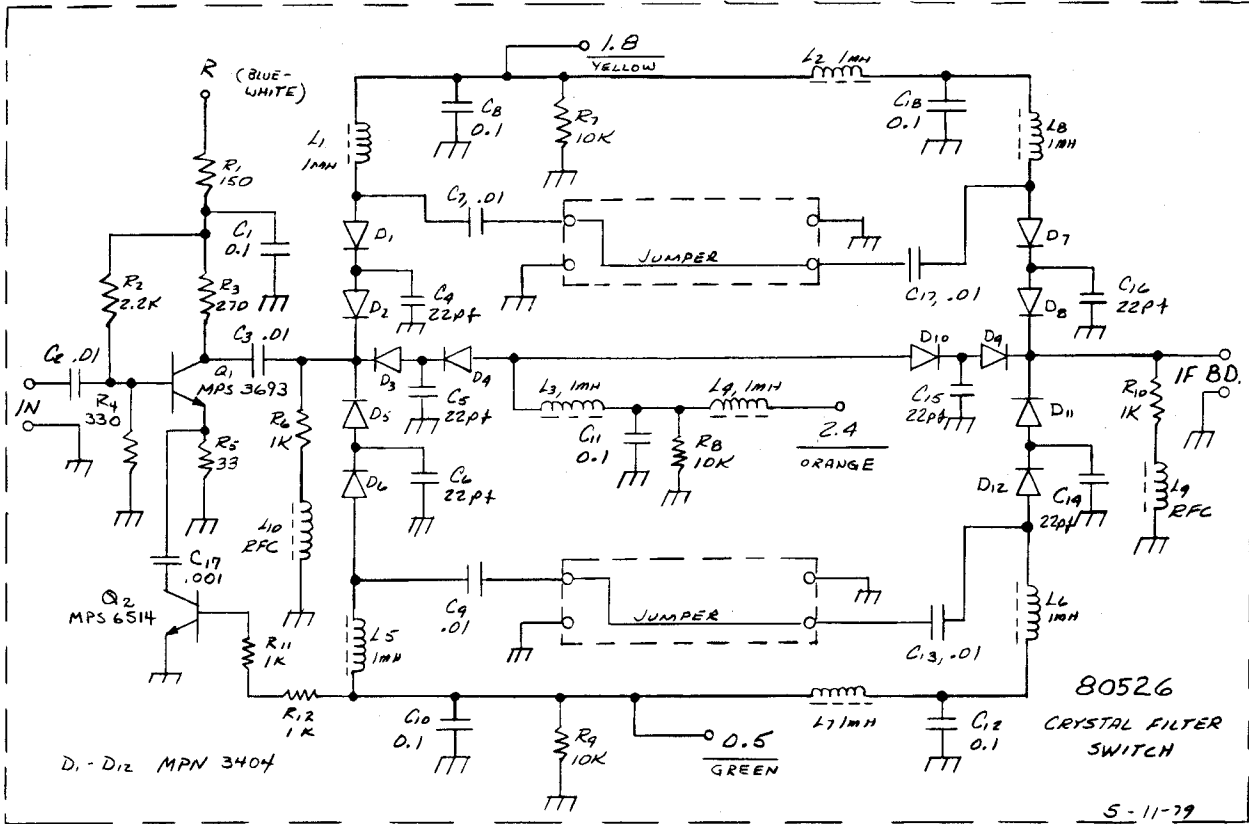 1.8
YELLOW
R (BLUE-
WHITE)
L2 1MH
C8
0.1
R7
10K
C18
0.1
L8
1MH
L1
1MH
R1
150
C7, .01
C1
0.1
D1
JUMPER
D7
C17, .01
R2
2.2K
R3
270
C4
22pf
D2
C16
22pf
D8
C3 .01
C2 .01
Q1
MPS 3693
D3
D4
D10
D9
IN
R4
330
C5
22pf
L3, 1MH
L4, 1MH
C15
22pf
R10
1K
IF BD.
R6
1K
D5
D11
R5
33
C11
0.1
R8
10K
2.4
ORANGE
D6
C6
22pf
D12
C14
22pf
L9
RFC
L10
RFC
C17
.001
Q2
MPS 6514
C9
.01
JUMPER
L6
1MH
R11
1K
L5
1MH
C13, .01
R12
1K
C10
0.1
R9
10K
L7 1MH
C12
0.1
80526
CRYSTAL FILTER
SWITCH
0.5
GREEN
D1 - D12 MPN 3404
5-11-79